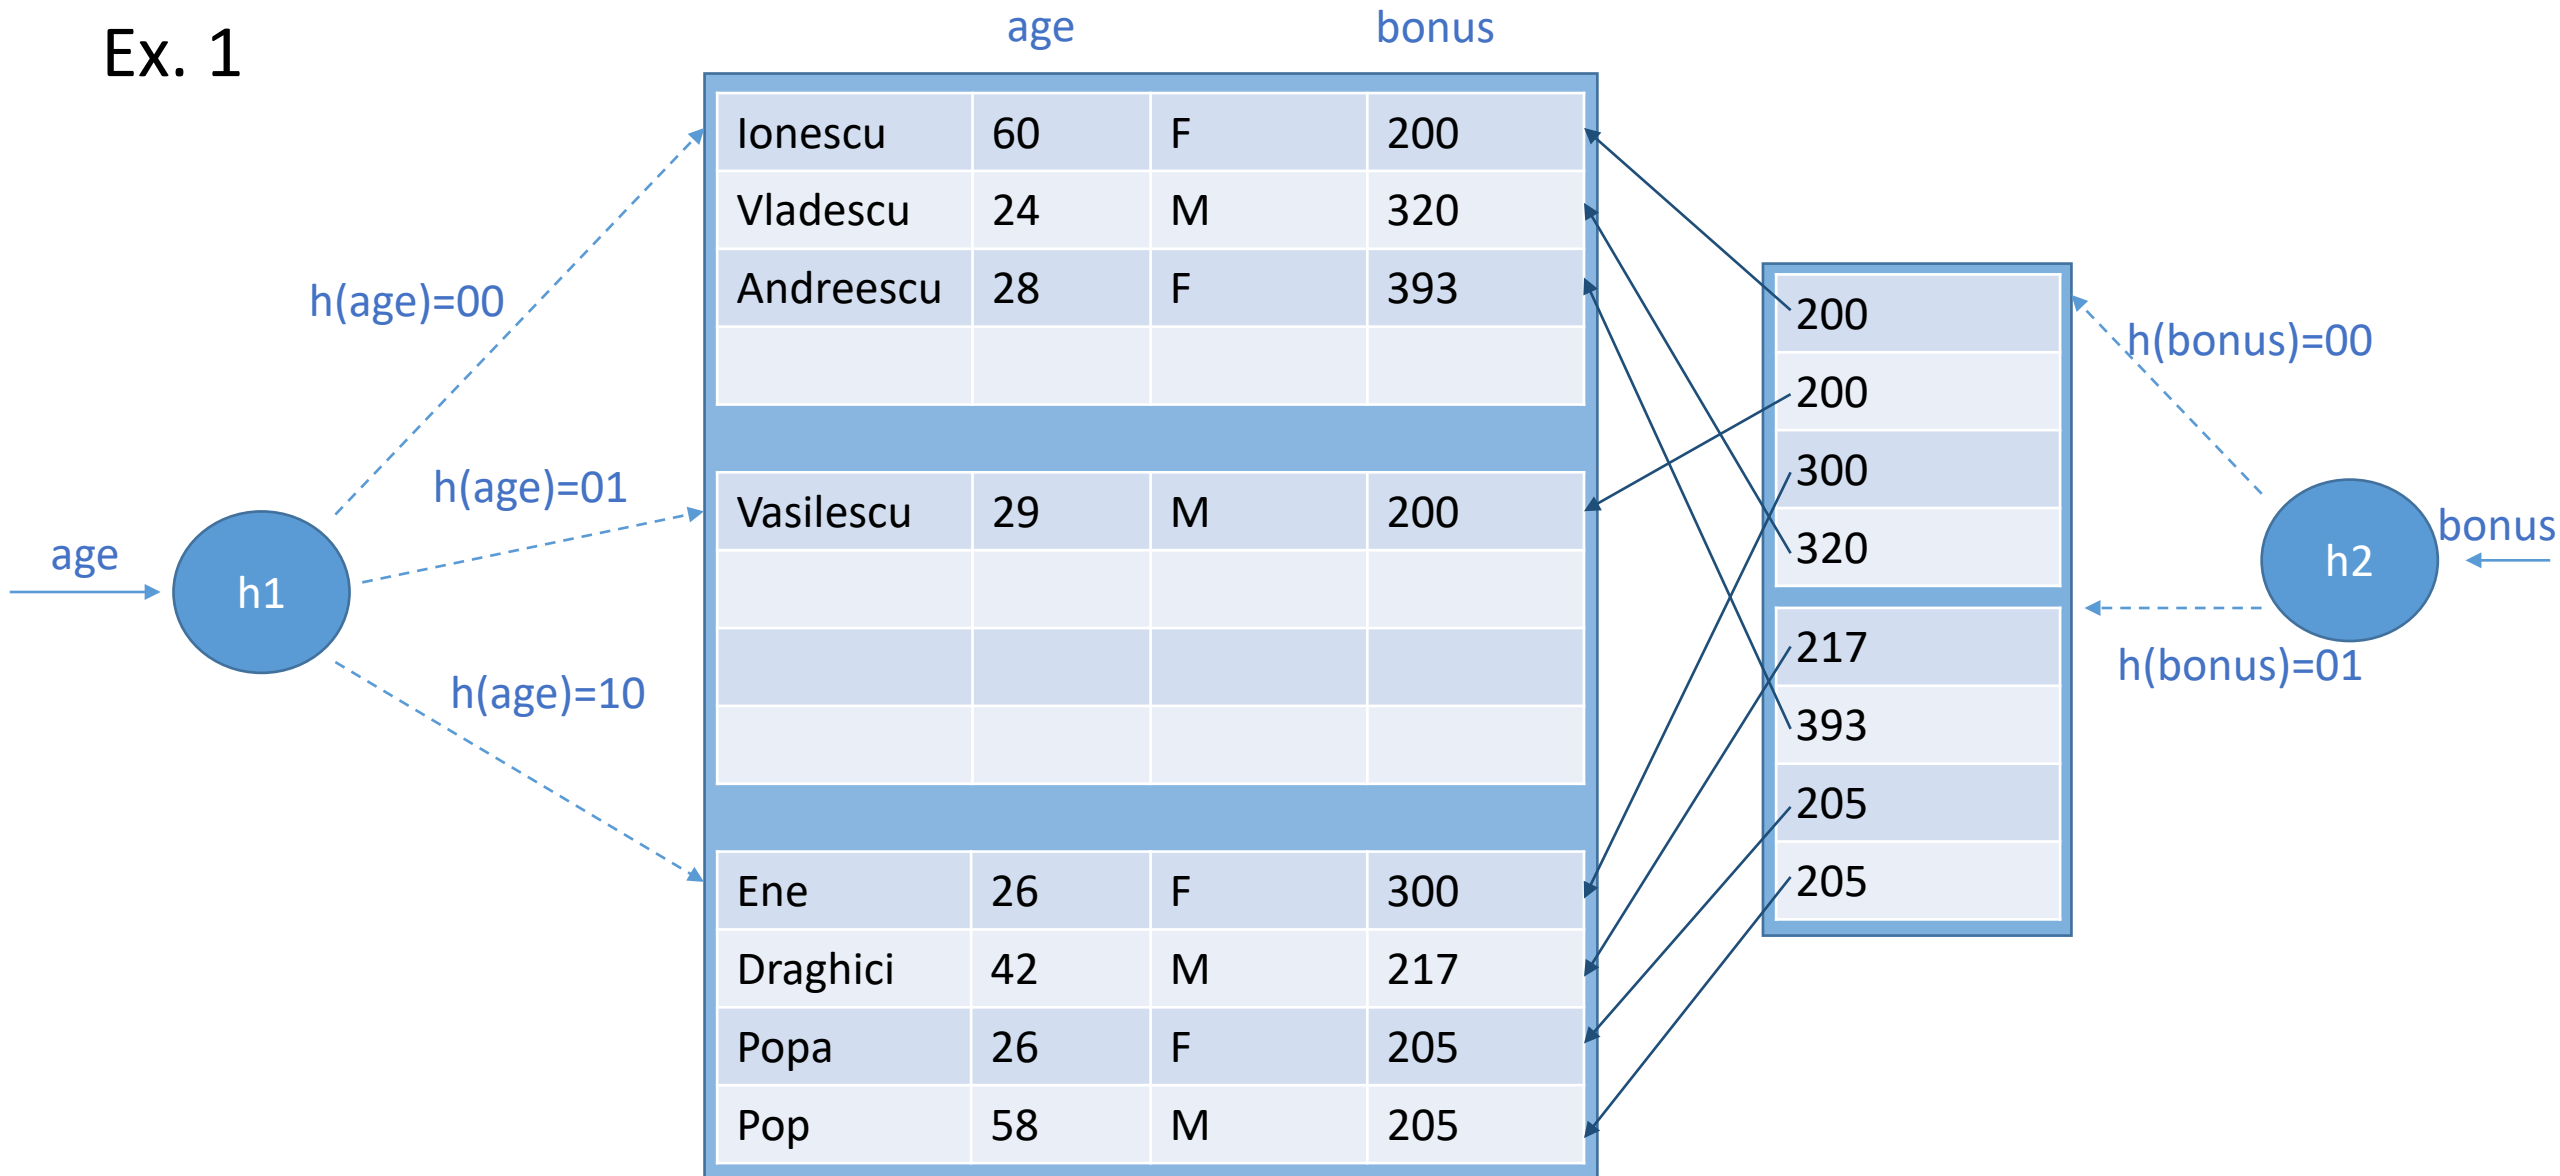 Ex. 1
age bonus
Ionescu 60 F 200
Vladescu 24 M 320
Andreescu 28 F 393
Vasilescu 29 M 200
Ene 26 F 300
Draghici 42 M 217
Popa 26 F 205
Pop 58 M 205
h(age)=00
h(age)=01
h(age)=10
age
h1
200
200
300
320
217
393
205
205
h(bonus)=00
h(bonus)=01
h2
bonus